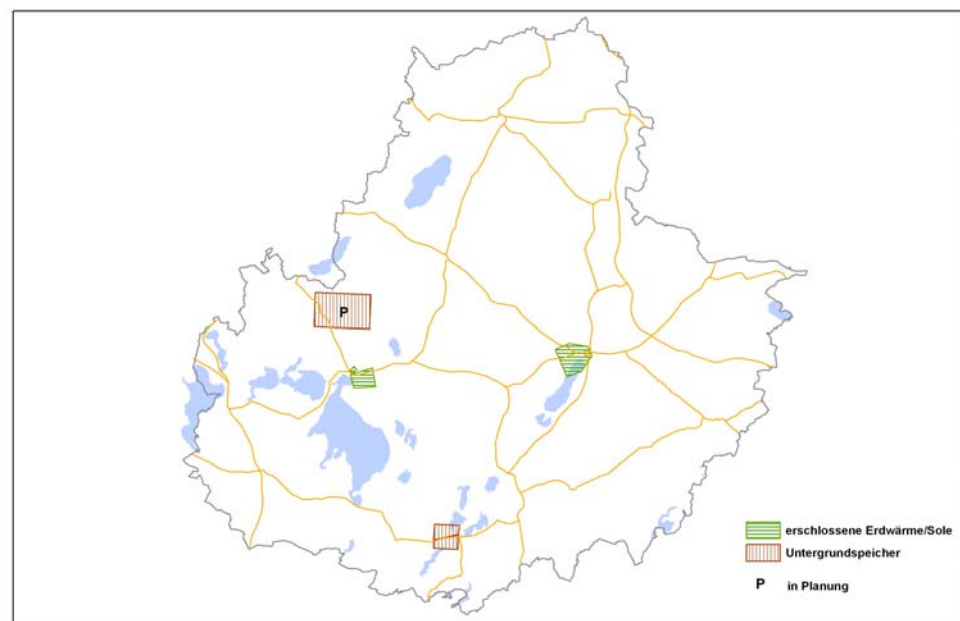 P
erschlossene Erdwärme/Sole
Untergrundspeicher
P in Planung